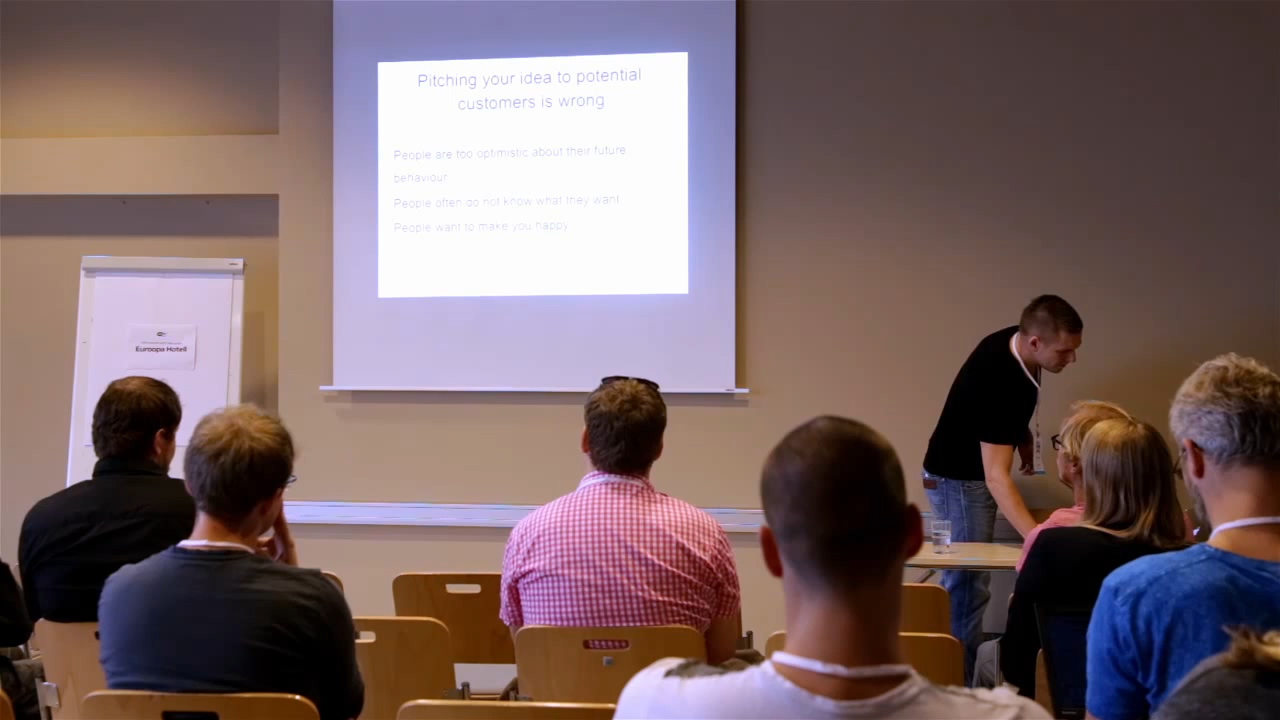 Pitching your idea to potential
customers is wrong
People are too optimistic about their future
behaviour
People often do not know what they want
People want to make you happy
Euroopa Hotell